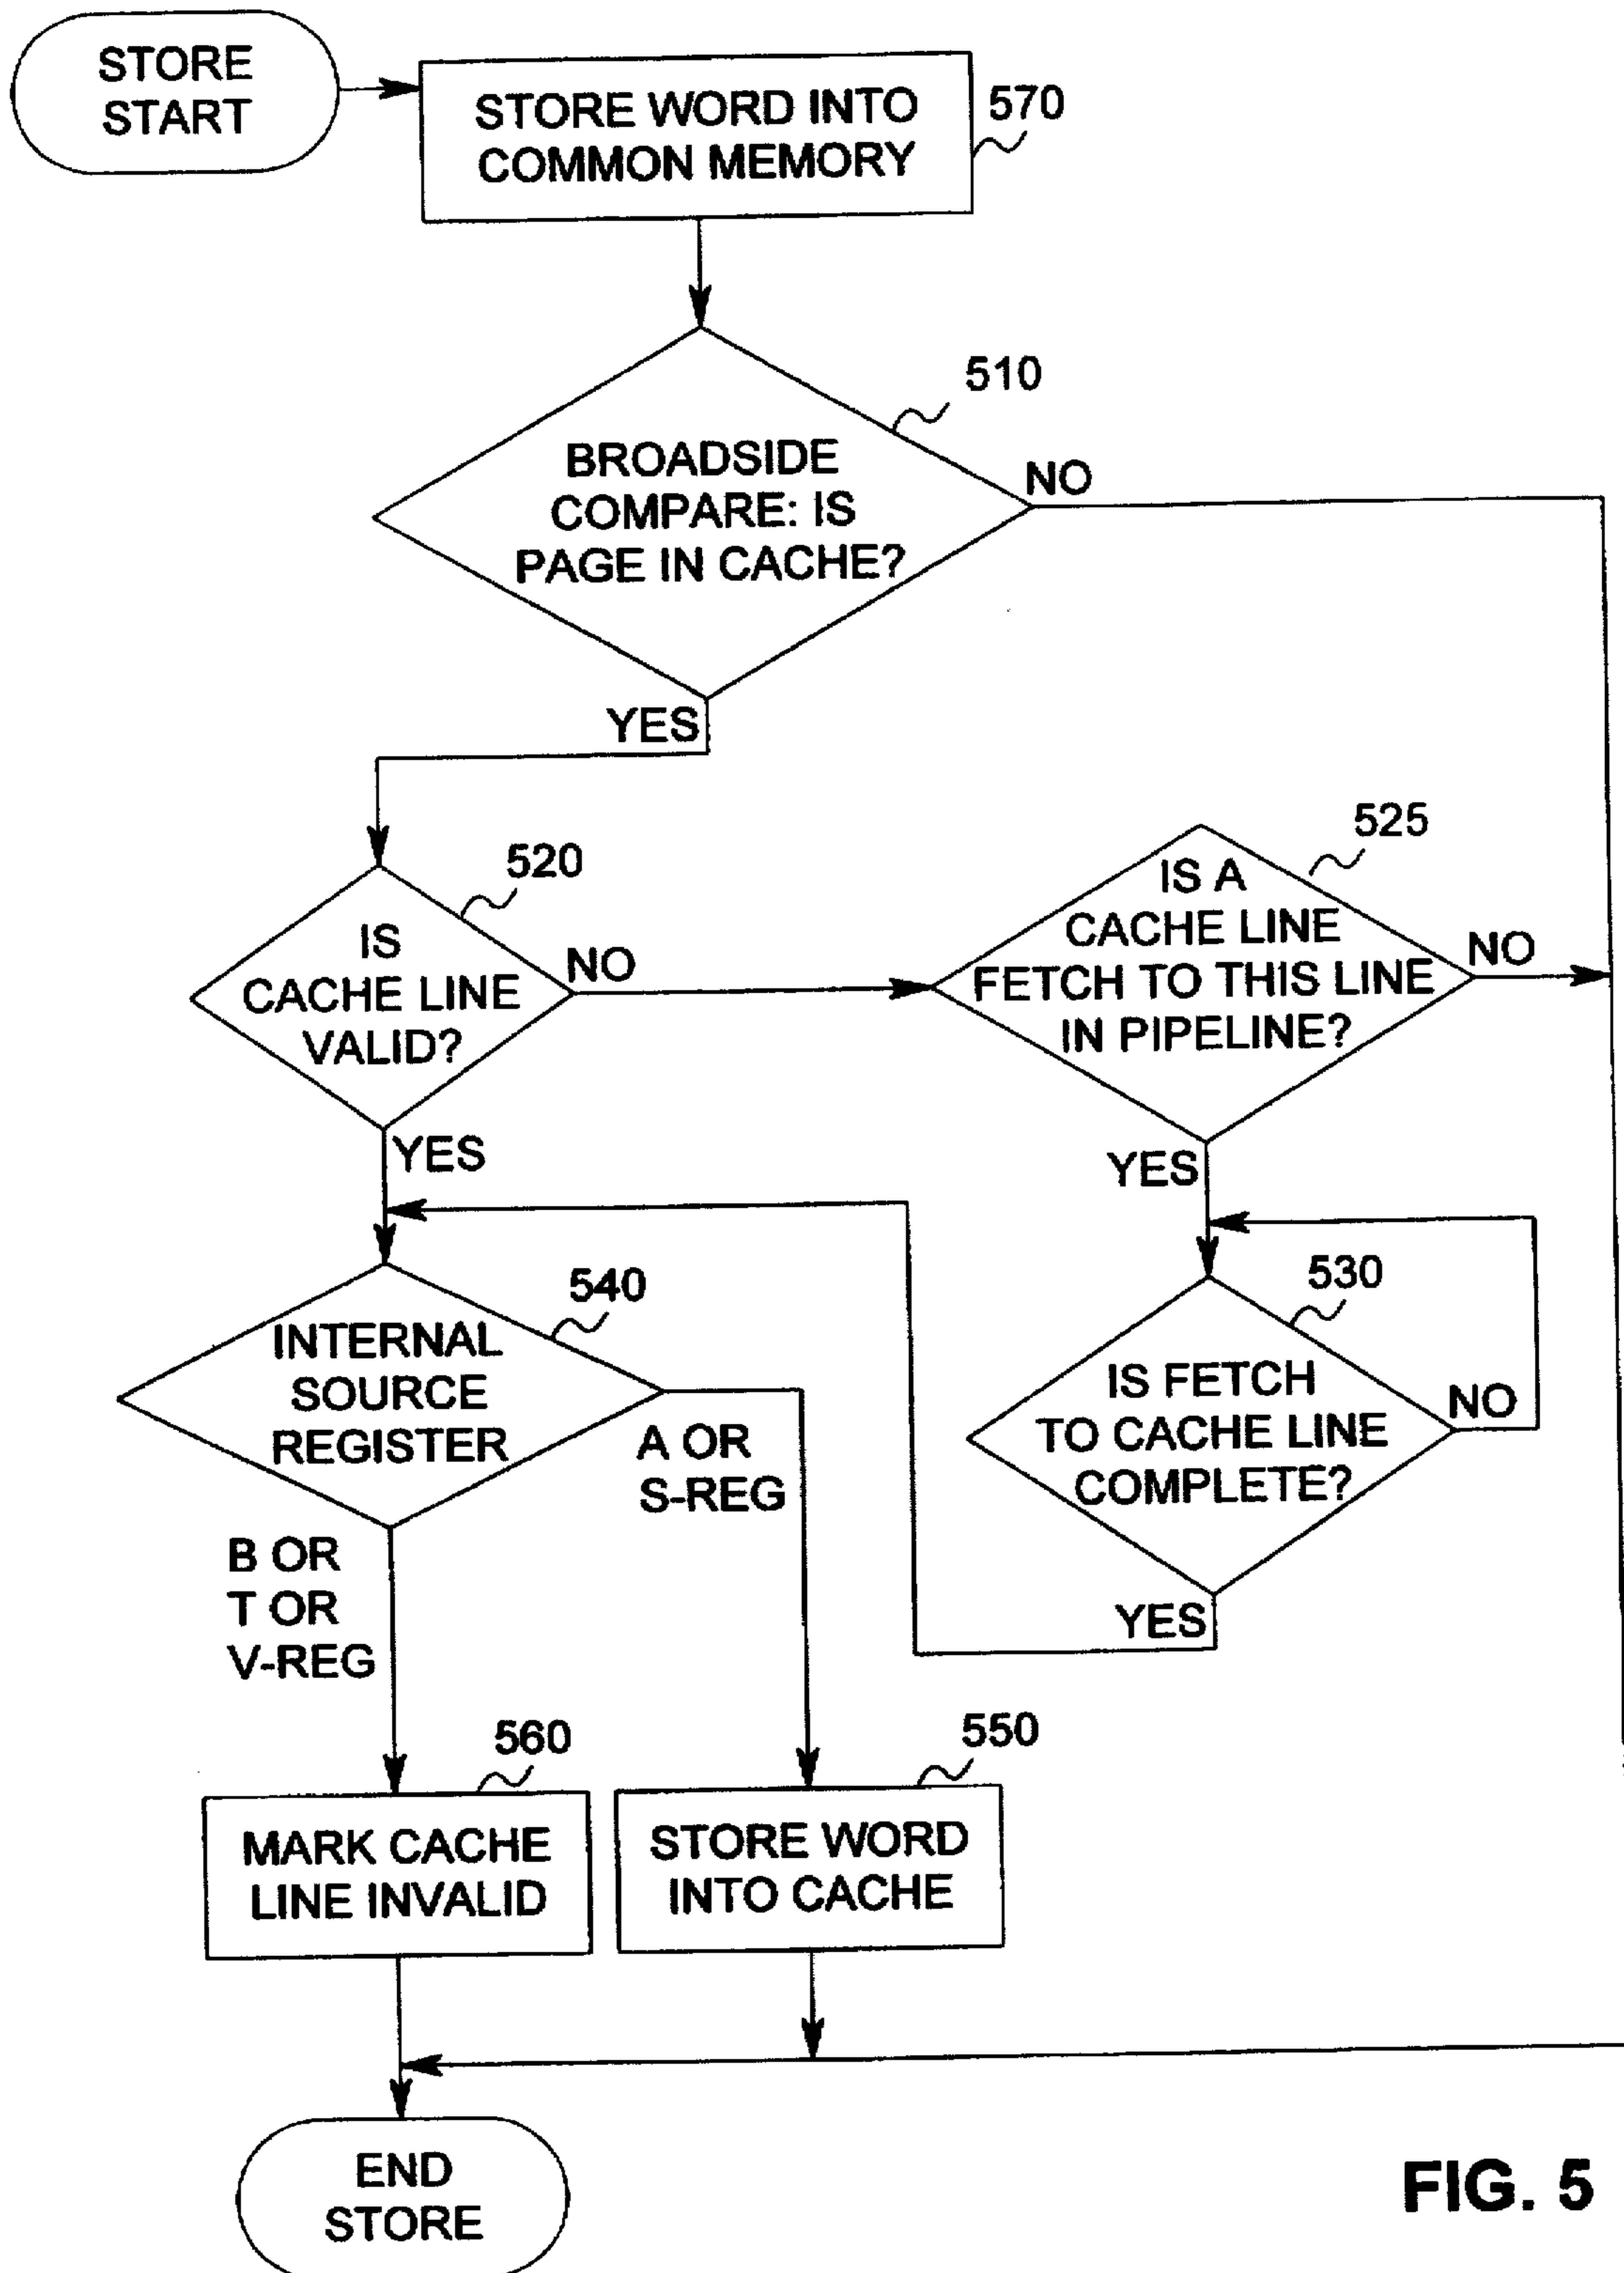 STORE
START
STORE WORD INTO
COMMON MEMORY
570
510
BROADSIDE
COMPARE: IS
PAGE IN CACHE?
NO
YES
520
IS
CACHE LINE
VALID?
NO
YES
525
IS A
CACHE LINE
FETCH TO THIS LINE
IN PIPELINE?
NO
YES
530
IS FETCH
TO CACHE LINE
COMPLETE?
NO
YES
540
INTERNAL
SOURCE
REGISTER
A OR
S-REG
B OR
T OR
V-REG
560
MARK CACHE
LINE INVALID
550
STORE WORD
INTO CACHE
END
STORE
FIG. 5